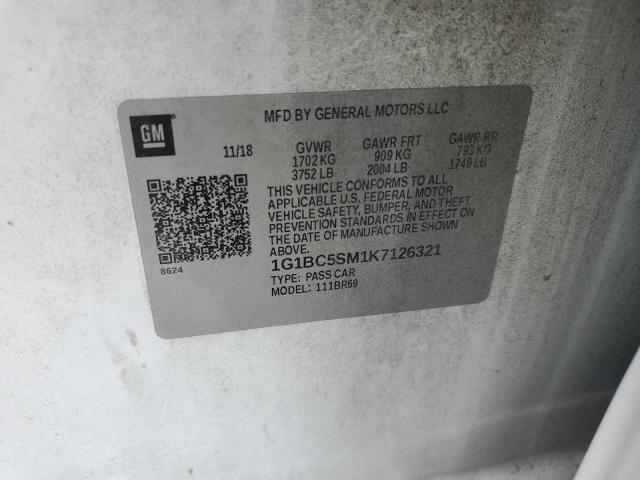 MFD BY GENERAL MOTORS LLC
GM
11/18 GVWR GAWR FRT GAWR RR
1702 KG 909 KG 793 KG
3752 LB 2004 LB 1749 LB
THIS VEHICLE CONFORMS TO ALL
APPLICABLE U.S. FEDERAL MOTOR
VEHICLE SAFETY, BUMPER, AND THEFT
PREVENTION STANDARDS IN EFFECT ON
THE DATE OF MANUFACTURE SHOWN
ABOVE.
1G1BC5SM1K7126321
TYPE: PASS CAR
MODEL: 111BR69
8624